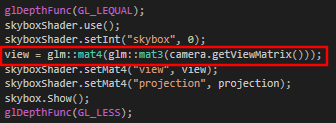 glDepthFunc(GL_LEQUAL);
skyboxShader.use();
skyboxShader.setInt("skybox", 0);
view = glm::mat4(glm::mat3(camera.getViewMatrix()));
skyboxShader.setMat4("view", view);
skyboxShader.setMat4("projection", projection);
skybox.Show();
glDepthFunc(GL_LESS);